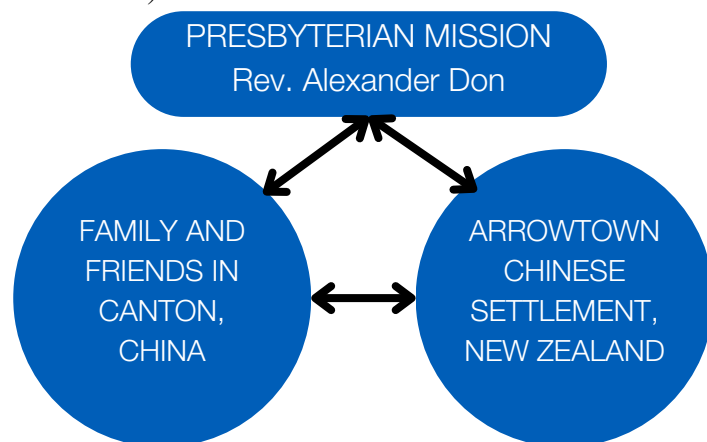 PRESBYTERIAN MISSION
Rev. Alexander Don
FAMILY AND
FRIENDS IN
CANTON,
CHINA
ARROWTOWN
CHINESE
SETTLEMENT,
NEW ZEALAND